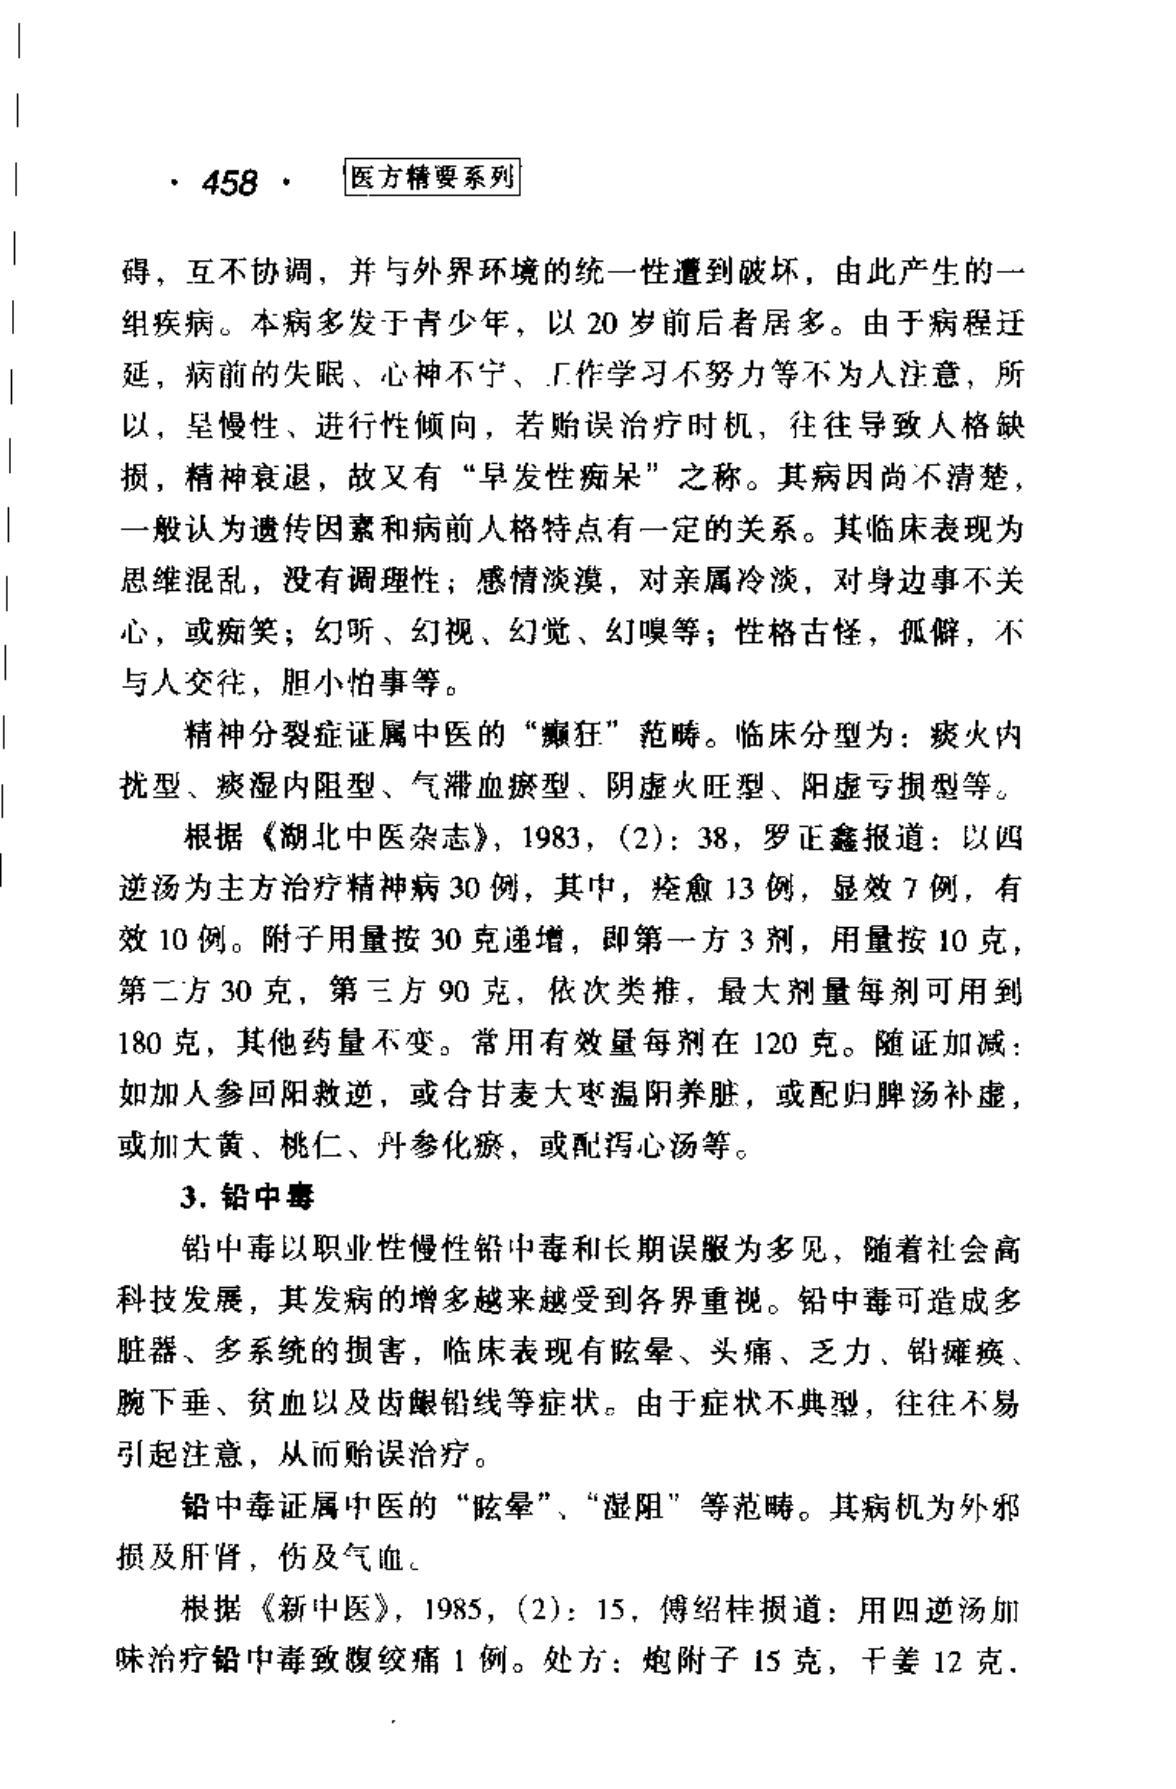 · 458 · 医方精要系列
碍，互不协调，并与外界环境的统一性遭到破坏，由此产生的一
组疾病。本病多发于青少年，以 20 岁前后者居多。由于病程迁
延，病前的失眠、心神不宁、工作学习不努力等不为人注意，所
以，呈慢性、进行性倾向，若贻误治疗时机，往往导致人格缺
损，精神衰退，故又有“早发性痴呆”之称。其病因尚不清楚，
一般认为遗传因素和病前人格特点有一定的关系。其临床表现为
思维混乱，没有调理性；感情淡漠，对亲属冷淡，对身边事不关
心，或痴笑；幻听、幻视、幻觉、幻嗅等；性格古怪，孤僻，不
与人交往，胆小怕事等。
精神分裂症证属中医的“癫狂”范畴。临床分型为：痰火内
扰型、痰湿内阻型、气滞血瘀型、阴虚火旺型、阳虚亏损型等。
根据《湖北中医杂志》，1983，（2）：38，罗正鑫报道：以四
逆汤为主方治疗精神病 30 例，其中，痊愈 13 例，显效 7 例，有
效 10 例。附子用量按 30 克递增，即第一方 3 剂，用量按 10 克，
第二方 30 克，第三方 90 克，依次类推，最大剂量每剂可用到
180 克，其他药量不变。常用有效量每剂在 120 克。随证加减：
如加人参回阳救逆，或合甘麦大枣温阴养脏，或配归脾汤补虚，
或加大黄、桃仁、丹参化瘀，或配泻心汤等。
3. 铅中毒
铅中毒以职业性慢性铅中毒和长期误服为多见，随着社会高
科技发展，其发病的增多越来越受到各界重视。铅中毒可造成多
脏器、多系统的损害，临床表现有眩晕、头痛、乏力、铅瘫痪、
腕下垂、贫血以及齿龈铅线等症状。由于症状不典型，往往不易
引起注意，从而贻误治疗。
铅中毒证属中医的“眩晕”、“湿阻”等范畴。其病机为外邪
损及肝肾，伤及气血。
根据《新中医》，1985，（2）：15，傅绍桂损道：用四逆汤加
味治疗铅中毒致腹绞痛 1 例。处方：炮附子 15 克，干姜 12 克．